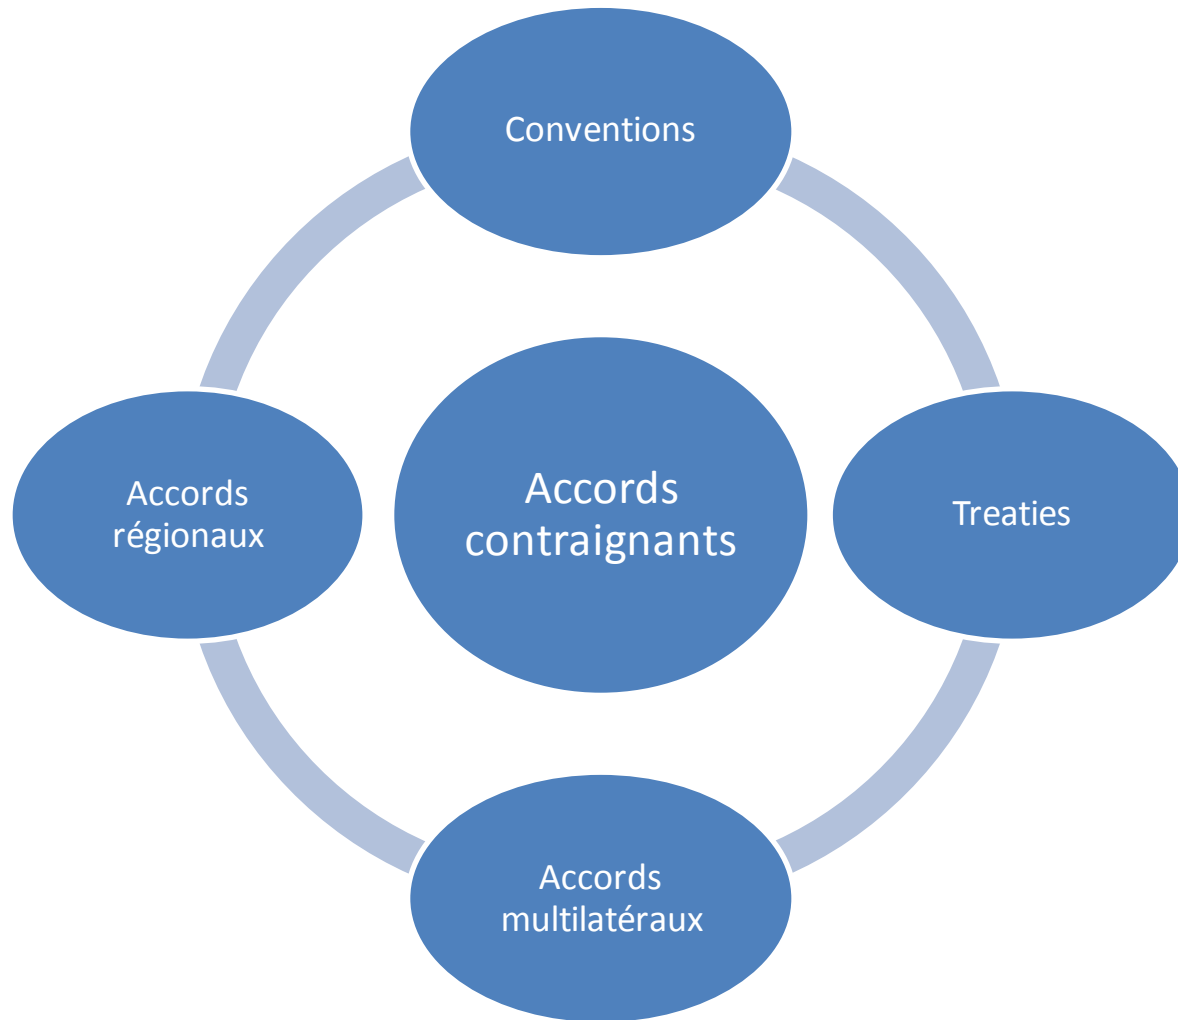 Conventions
Accords
régionaux
Accords
contraignants
Treaties
Accords
multilatéraux